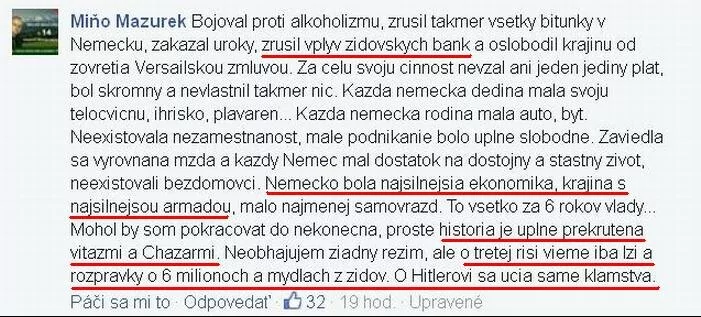 Miňo Mazurek Bojoval proti alkoholizmu, zrusil takmer vsetky bitunky v
Nemecku, zakazal uroky, zrusil vplyv zidovskych bank a oslobodil krajinu od
zovretia Versailskou zmluvou. Za celu svoju cinnost nevzal ani jeden jediny plat,
bol skromny a nevlastnil takmer nic. Kazda nemecka dedina mala svoju
telocvicnu, ihrisko, plavaren... Kazda nemecka rodina mala auto, byt.
Neexistovala nezamestnanost, male podnikanie bolo uplne slobodne. Zaviedla
sa vyrovnana mzda a kazdy Nemec mal dostatok na dostojny a stastny zivot,
neexistovali bezdomovci. Nemecko bola najsilnejsia ekonomika, krajina s
najsilnejsou armadou, malo najmenej samovrazd. To vsetko za 6 rokov vlady...
Mohol by som pokracovat do nekonecna, proste historia je uplne prekrutena
vitazmi a Chazarmi. Neobhajujem ziadny rezim, ale o tretej risi vieme iba lzi a
rozpravky o 6 milionoch a mydlach z zidov. O Hitlerovi sa ucia same klamstva.
Páči sa mi to · Odpovedať · 32 · 19 hod. · Upravené
14